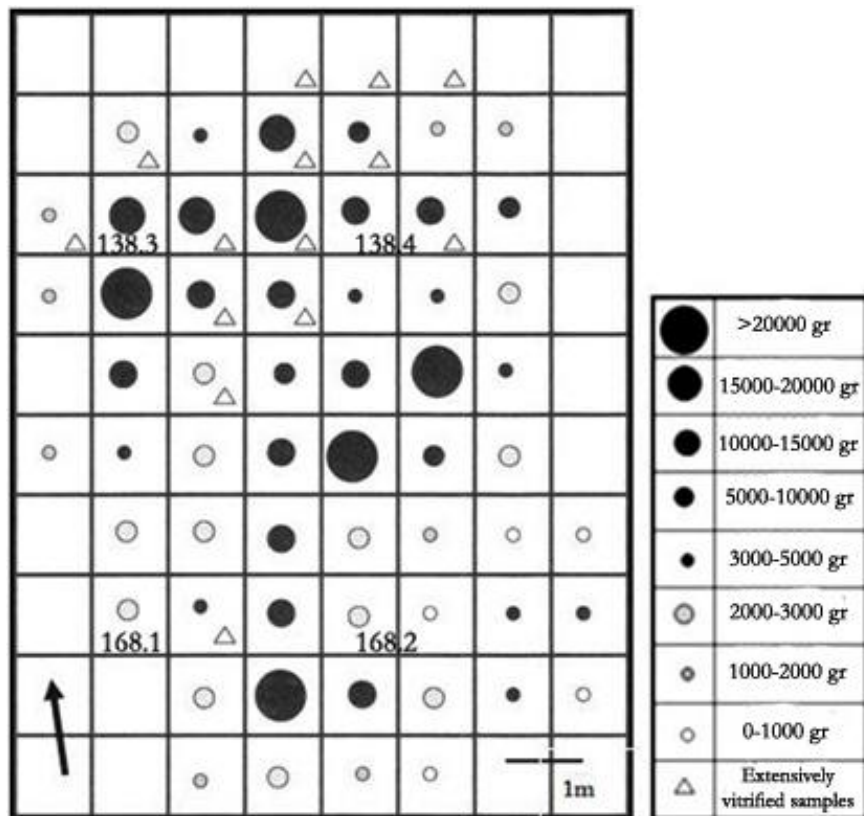 138.3
138.4
168.1
168.2
1m
>20000 gr
15000-20000 gr
10000-15000 gr
5000-10000 gr
3000-5000 gr
2000-3000 gr
1000-2000 gr
0-1000 gr
Extensively
vitrified samples